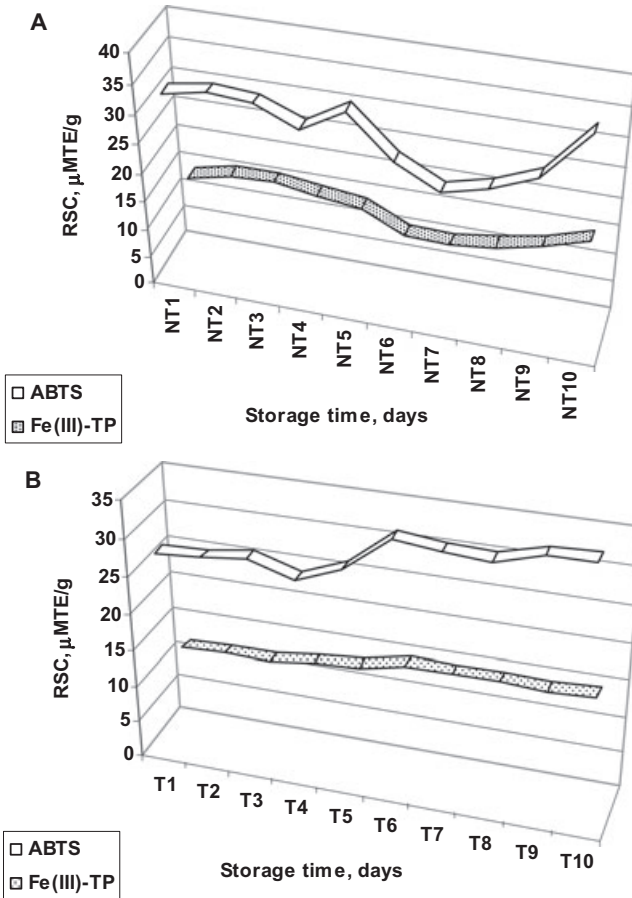 A
RSC, µMTE/g
40
35
30
25
20
15
10
5
0
NT1
NT2
NT3
NT4
NT5
NT6
NT7
NT8
NT9
NT10
Storage time, days
ABTS
Fe(III)-TP
B
RSC, µMTE/g
35
30
25
20
15
10
5
0
T1
T2
T3
T4
T5
T6
T7
T8
T9
T10
Storage time, days
ABTS
Fe(III)-TP